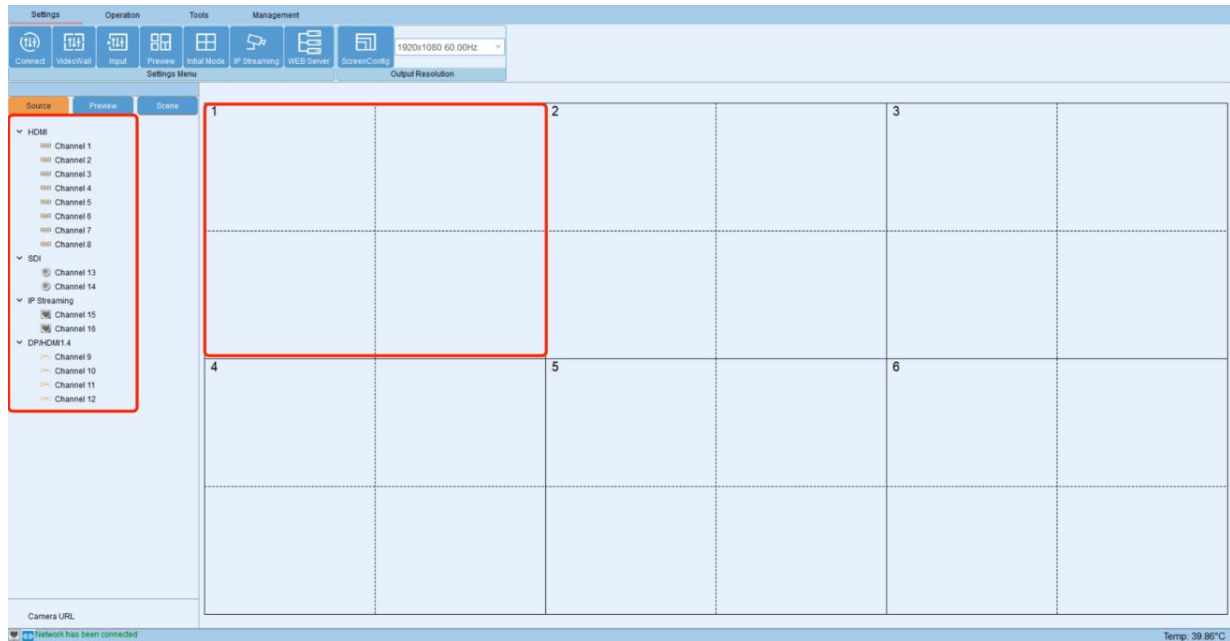 Settings Operation Tools Management
Connect VideoWall Input Preview Intial Mode IP Streaming WEB Server ScreenConfig 1920x1080 60.00Hz
Settings Menu Output Resolution
Source Preview Scene
1 2 3
HDMI
Channel 1
Channel 2
Channel 3
Channel 4
Channel 5
Channel 6
Channel 7
Channel 8
SDI
Channel 13
Channel 14
IP Streaming
Channel 15
Channel 16
DP/HDMI1.4
Channel 9
Channel 10
Channel 11
Channel 12
4 5 6
Camera URL
Network has been connected Temp: 39.86°C